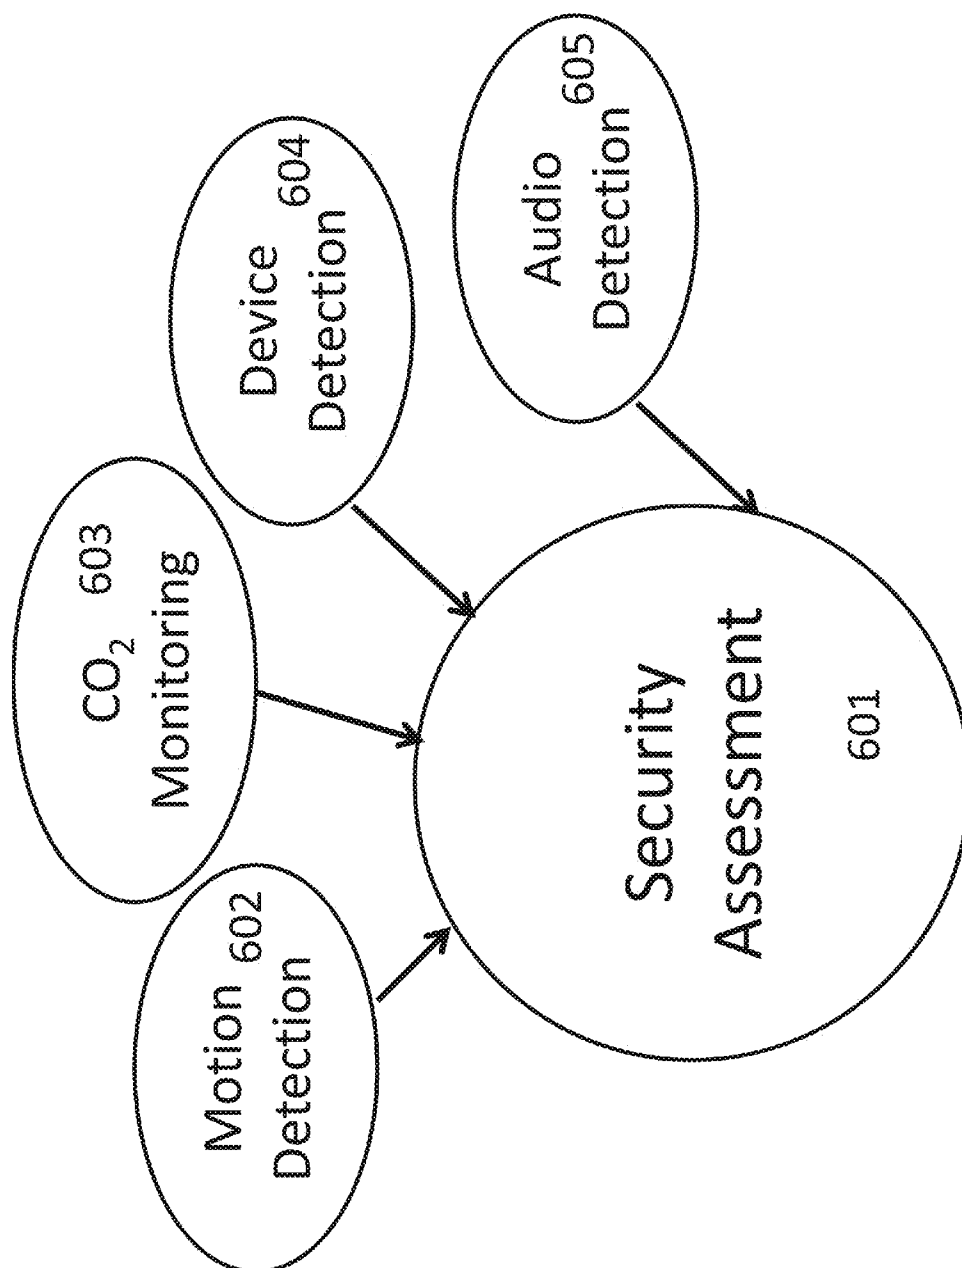 Motion 602
Detection
CO₂ 603
Monitoring
Device 604
Detection
Audio 605
Detection
Security
Assessment
601